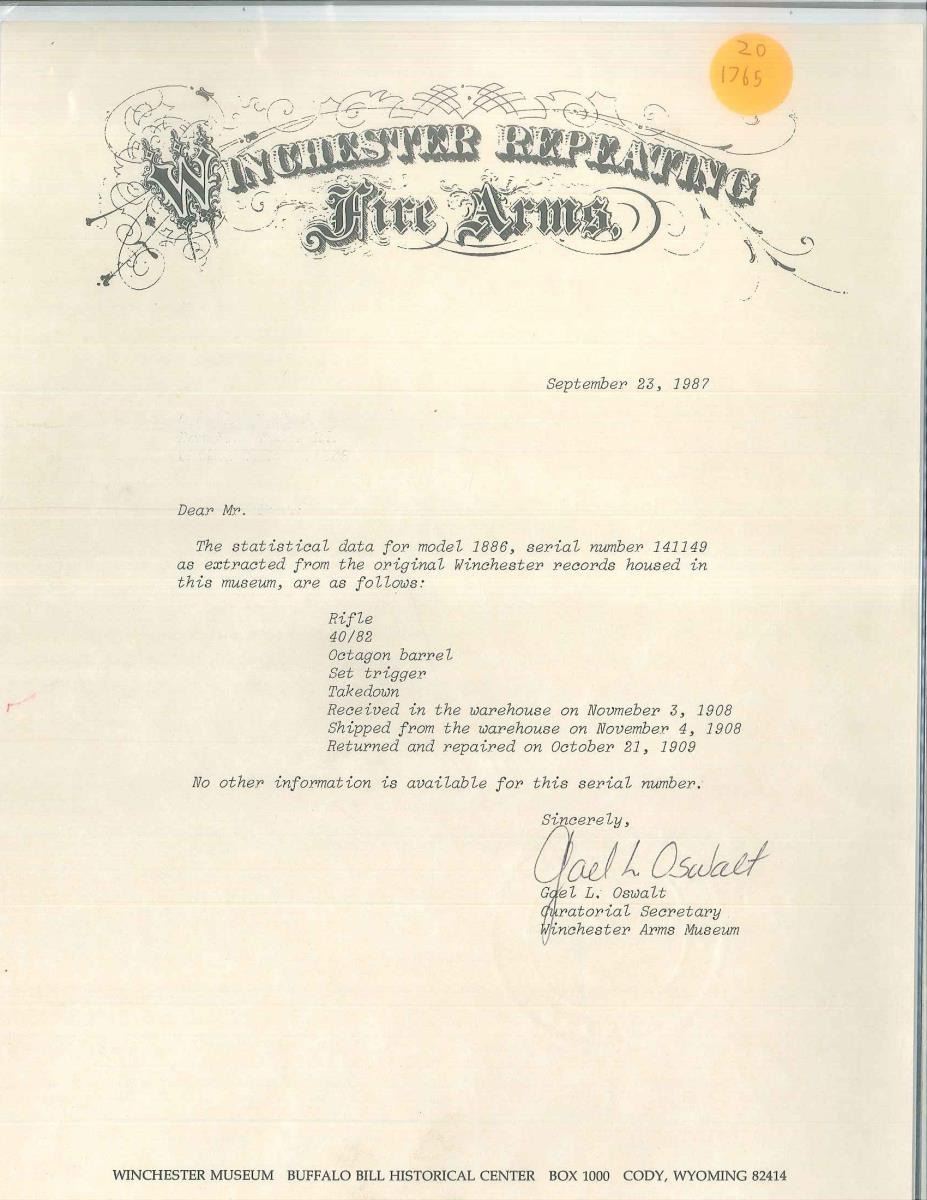 20
1765
WINCHESTER REPEATING
Fire Arms,
September 23, 1987
Dear Mr.
The statistical data for model 1886, serial number 141149
as extracted from the original Winchester records housed in
this museum, are as follows:
Rifle
40/82
Octagon barrel
Set trigger
Takedown
Received in the warehouse on Novmeber 3, 1908
Shipped from the warehouse on November 4, 1908
Returned and repaired on October 21, 1909
No other information is available for this serial number.
Sincerely,
Gael L. Oswalt
Gael L. Oswalt
Curatorial Secretary
Winchester Arms Museum
WINCHESTER MUSEUM BUFFALO BILL HISTORICAL CENTER BOX 1000 CODY, WYOMING 82414